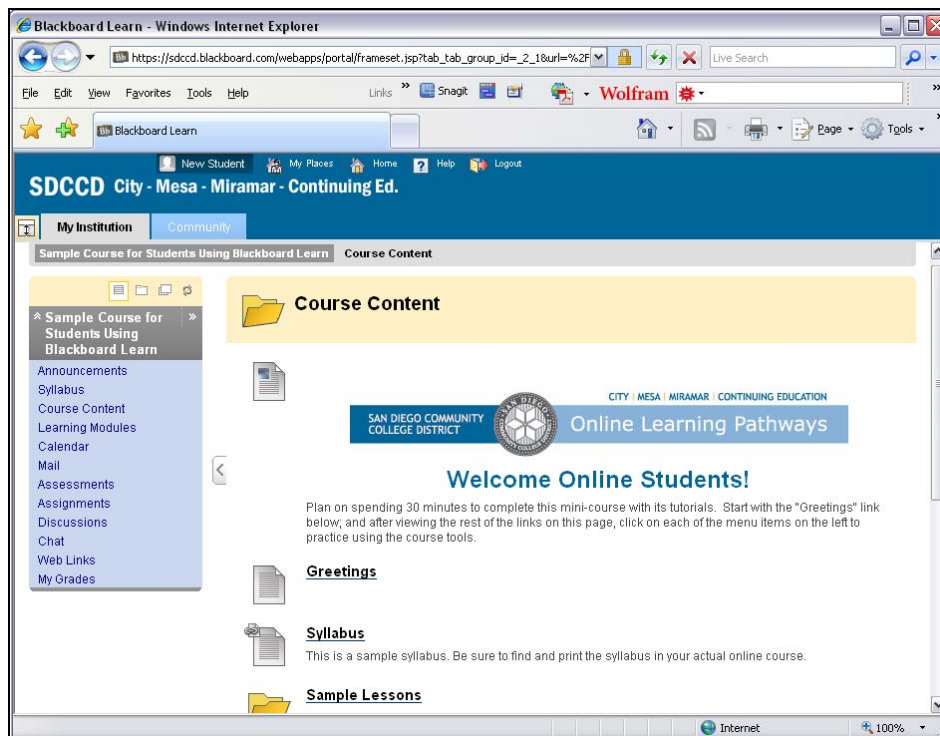 Blackboard Learn - Windows Internet Explorer
https://sdccd.blackboard.com/webapps/portal/frameset.jsp?tab_tab_group_id=_2_1&url=%2F
Live Search
File Edit View Favorites Tools Help
Links » Snagit
Wolfram
»
Blackboard Learn
Page
Tools
»
New Student My Places Home ? Help Logout
SDCCD City - Mesa - Miramar - Continuing Ed.
My Institution Community
Sample Course for Students Using Blackboard Learn Course Content
Sample Course for »
Students Using
Blackboard Learn
Announcements
Syllabus
Course Content
Learning Modules
Calendar
Mail
Assessments
Assignments
Discussions
Chat
Web Links
My Grades
Course Content
CITY | MESA | MIRAMAR | CONTINUING EDUCATION
SAN DIEGO COMMUNITY
COLLEGE DISTRICT
Online Learning Pathways
Welcome Online Students!
Plan on spending 30 minutes to complete this mini-course with its tutorials. Start with the "Greetings" link
below; and after viewing the rest of the links on this page, click on each of the menu items on the left to
practice using the course tools.
Greetings
Syllabus
This is a sample syllabus. Be sure to find and print the syllabus in your actual online course.
Sample Lessons
Internet
100%